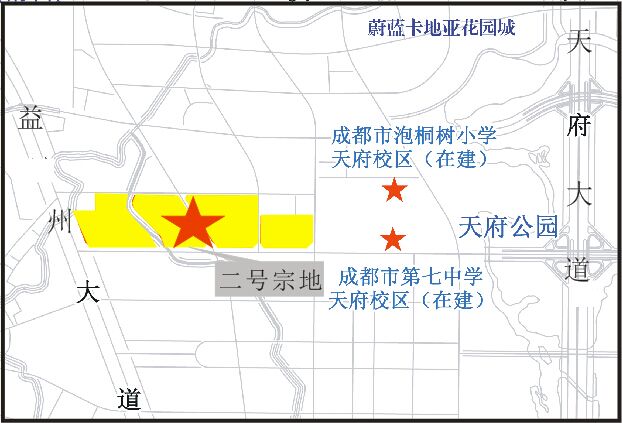 蔚蓝卡地亚花园城
天府大道
益州大道
成都市泡桐树小学
天府校区（在建）
天府公园
二号宗地
成都市第七中学
天府校区（在建）